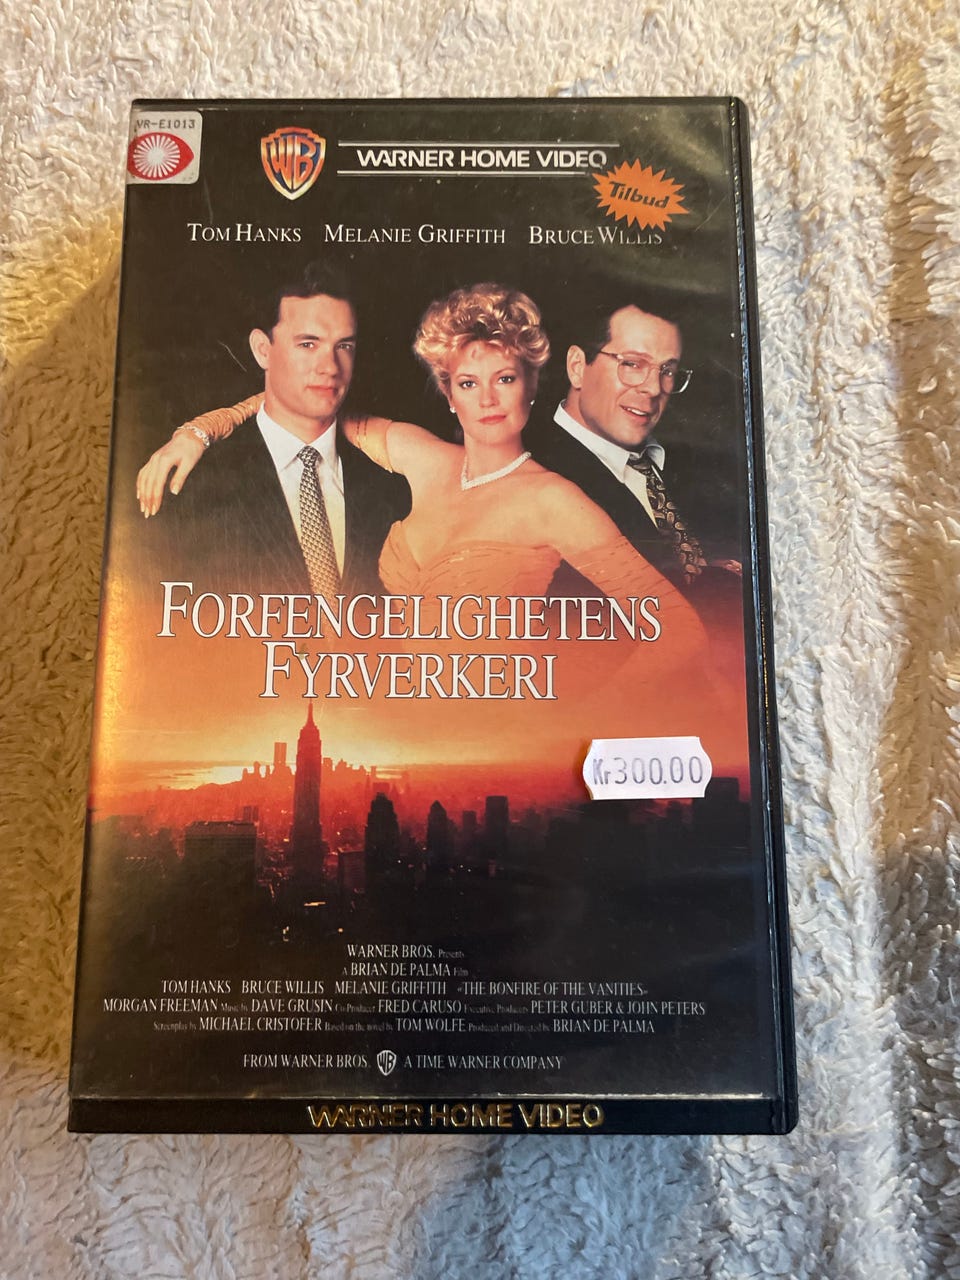 VR-E1013
WB
WARNER HOME VIDEO
Tilbud
TOM HANKS MELANIE GRIFFITH BRUCE WILLIS
FORFENGELIGHETENS
FYRVERKERI
Kr300.00
WARNER BROS. Presents
A BRIAN DE PALMA Film
TOM HANKS BRUCE WILLIS MELANIE GRIFFITH «THE BONFIRE OF THE VANITIES»
MORGAN FREEMAN Music by DAVE GRUSIN Co-Producer FRED CARUSO Executive Producers PETER GUBER & JOHN PETERS
Screenplay by MICHAEL CRISTOFER Based on the novel by TOM WOLFE Produced and Directed by BRIAN DE PALMA
FROM WARNER BROS. WB A TIME WARNER COMPANY
WARNER HOME VIDEO